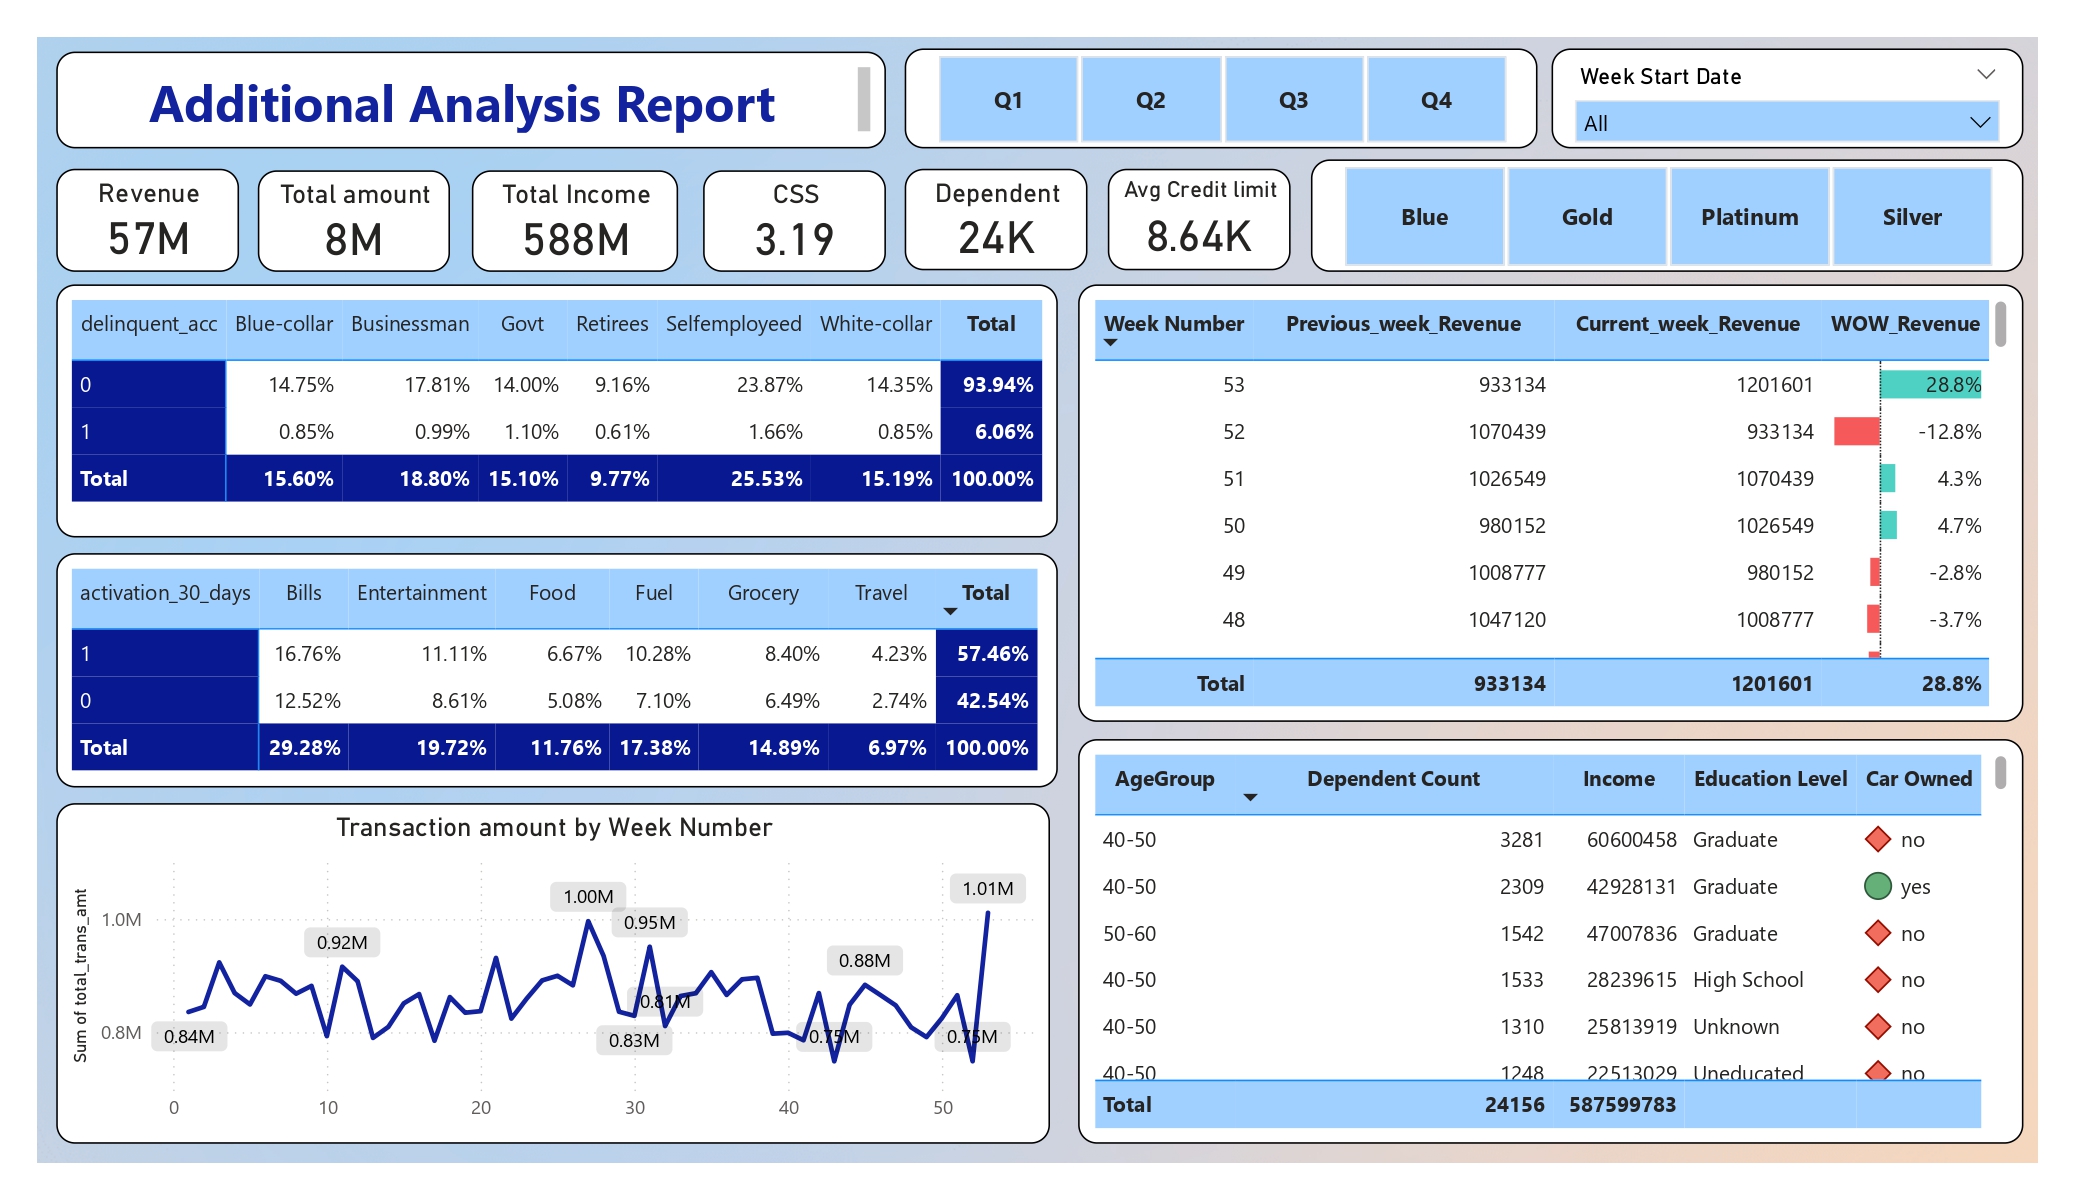 Additional Analysis Report
Q1 Q2 Q3 Q4
Week Start Date
All
Revenue
57M
Total amount
8M
Total Income
588M
CSS
3.19
Dependent
24K
Avg Credit limit
8.64K
Blue Gold Platinum Silver
delinquent_acc Blue-collar Businessman Govt Retirees Selfemployeed White-collar Total
0 14.75% 17.81% 14.00% 9.16% 23.87% 14.35% 93.94%
1 0.85% 0.99% 1.10% 0.61% 1.66% 0.85% 6.06%
Total 15.60% 18.80% 15.10% 9.77% 25.53% 15.19% 100.00%
Week Number Previous_week_Revenue Current_week_Revenue WOW_Revenue
53 933134 1201601 28.8%
52 1070439 933134 -12.8%
51 1026549 1070439 4.3%
50 980152 1026549 4.7%
49 1008777 980152 -2.8%
48 1047120 1008777 -3.7%
Total 933134 1201601 28.8%
activation_30_days Bills Entertainment Food Fuel Grocery Travel Total
1 16.76% 11.11% 6.67% 10.28% 8.40% 4.23% 57.46%
0 12.52% 8.61% 5.08% 7.10% 6.49% 2.74% 42.54%
Total 29.28% 19.72% 11.76% 17.38% 14.89% 6.97% 100.00%
Transaction amount by Week Number
Sum of total_trans_amt
1.0M
0.8M
0.84M
0.92M
1.00M
0.95M
0.81M
0.83M
0.88M
0.75M
0.75M
1.01M
0 10 20 30 40 50
AgeGroup Dependent Count Income Education Level Car Owned
40-50 3281 60600458 Graduate no
40-50 2309 42928131 Graduate yes
50-60 1542 47007836 Graduate no
40-50 1533 28239615 High School no
40-50 1310 25813919 Unknown no
40-50 1248 22513029 Uneducated no
Total 24156 587599783